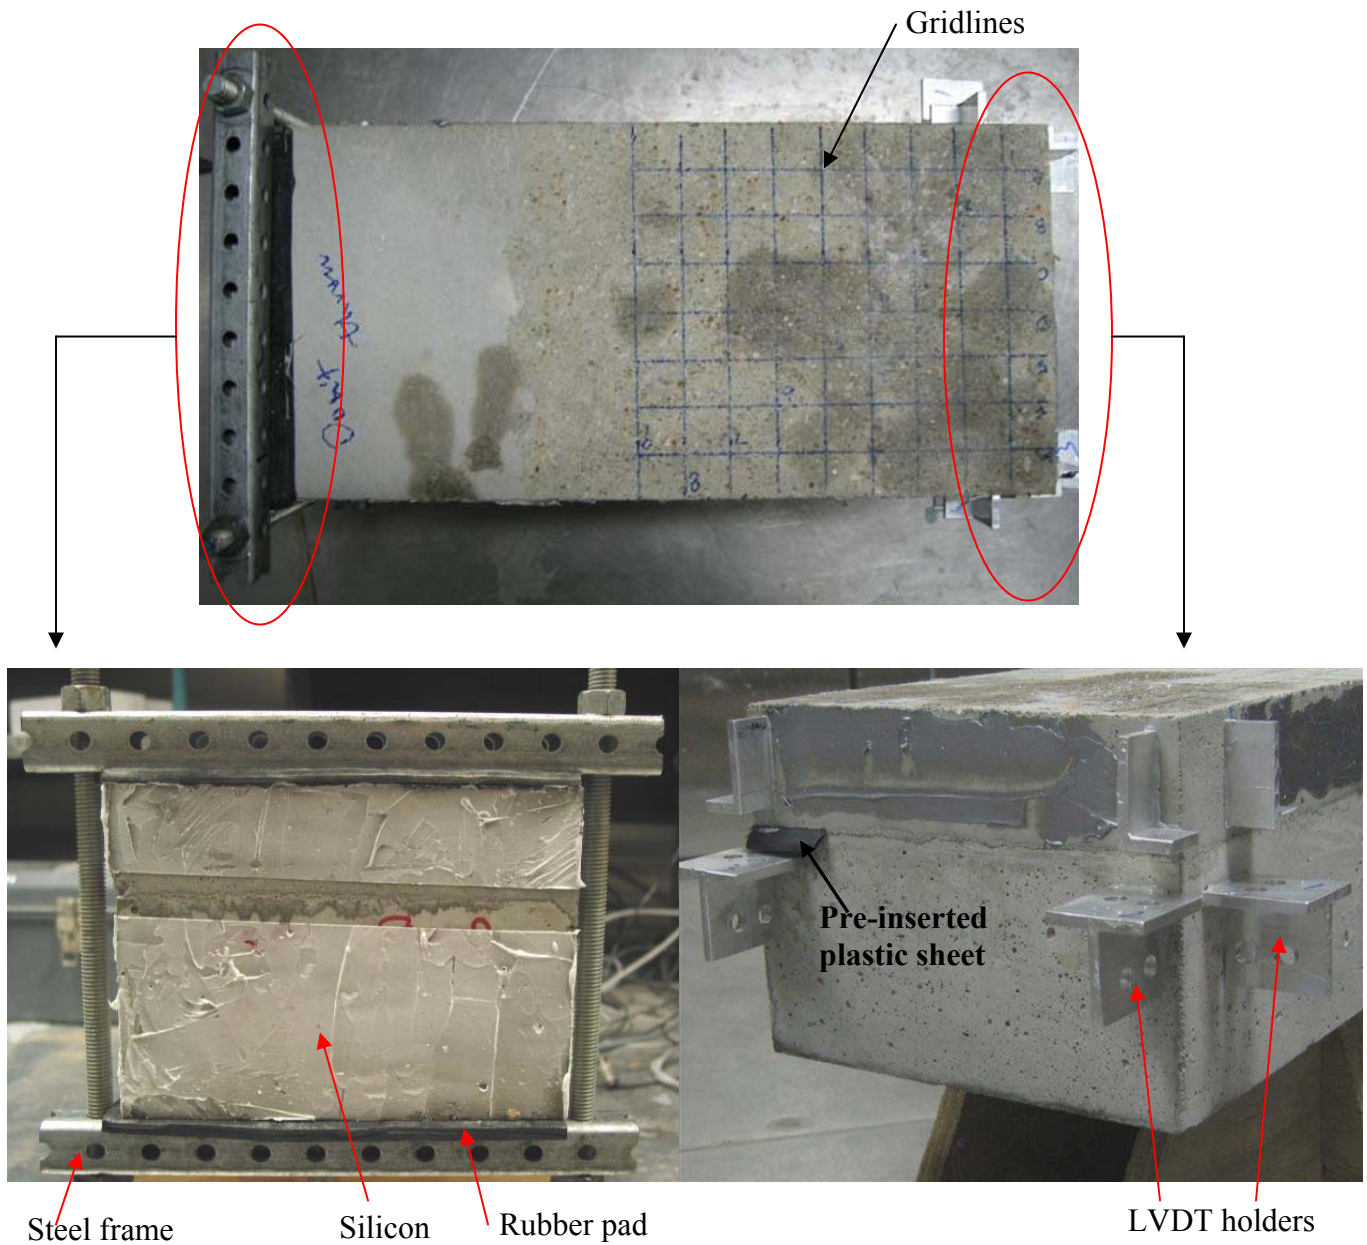 Gridlines
Pre-inserted
plastic sheet
Steel frame
Silicon
Rubber pad
LVDT holders